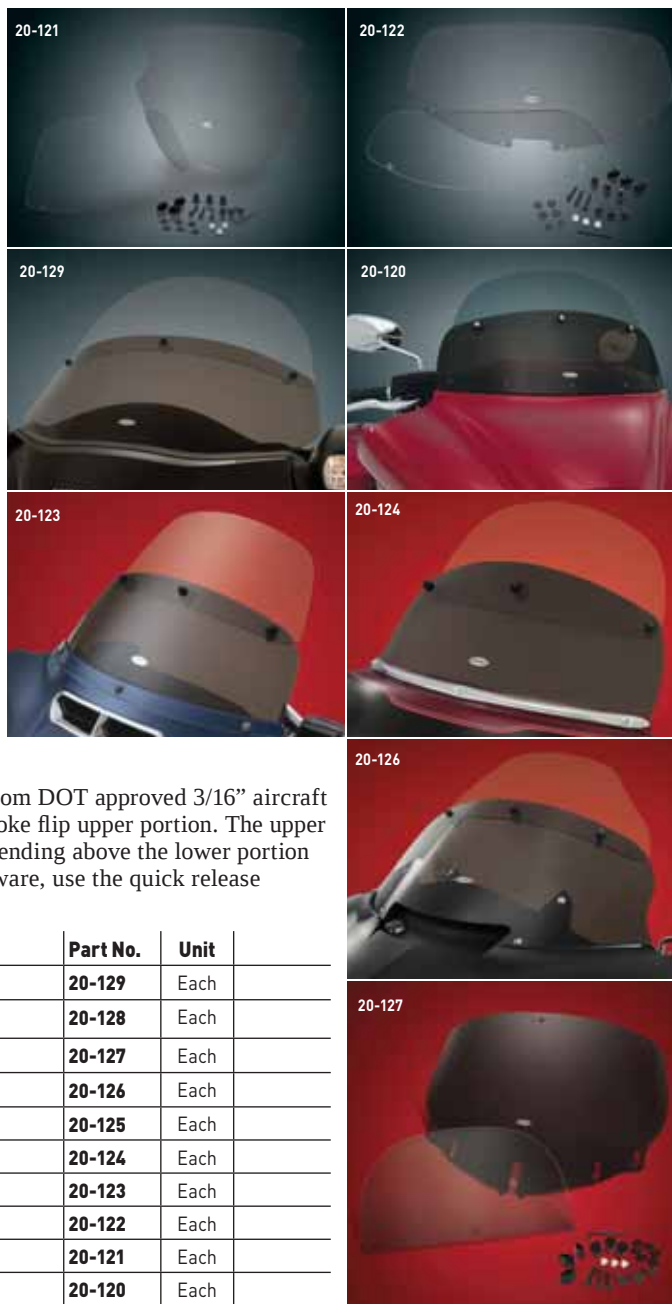 20-121
20-122
20-129
20-120
20-123
20-124
20-126
om DOT approved 3/16” aircraft
oke flip upper portion. The upper
ending above the lower portion
ware, use the quick release
Part No. Unit
20-129 Each
20-128 Each
20-127 Each
20-126 Each
20-125 Each
20-124 Each
20-123 Each
20-122 Each
20-121 Each
20-120 Each
20-127